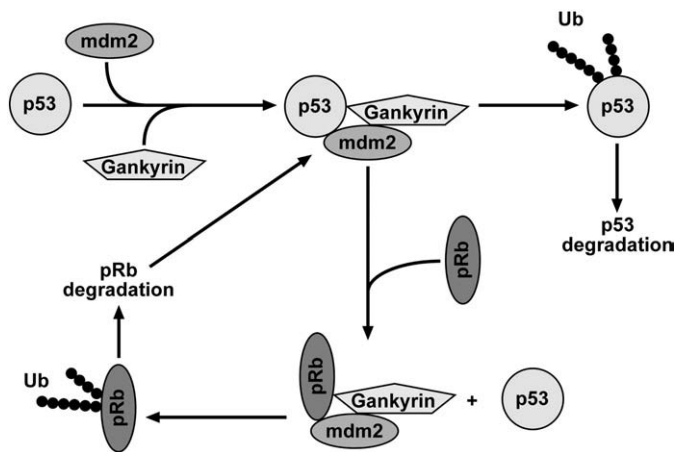 mdm2
Ub
p53
p53
Gankyrin
p53
mdm2
Gankyrin
p53
degradation
pRb
degradation
pRb
Ub
pRb
pRb
Gankyrin
+
p53
mdm2